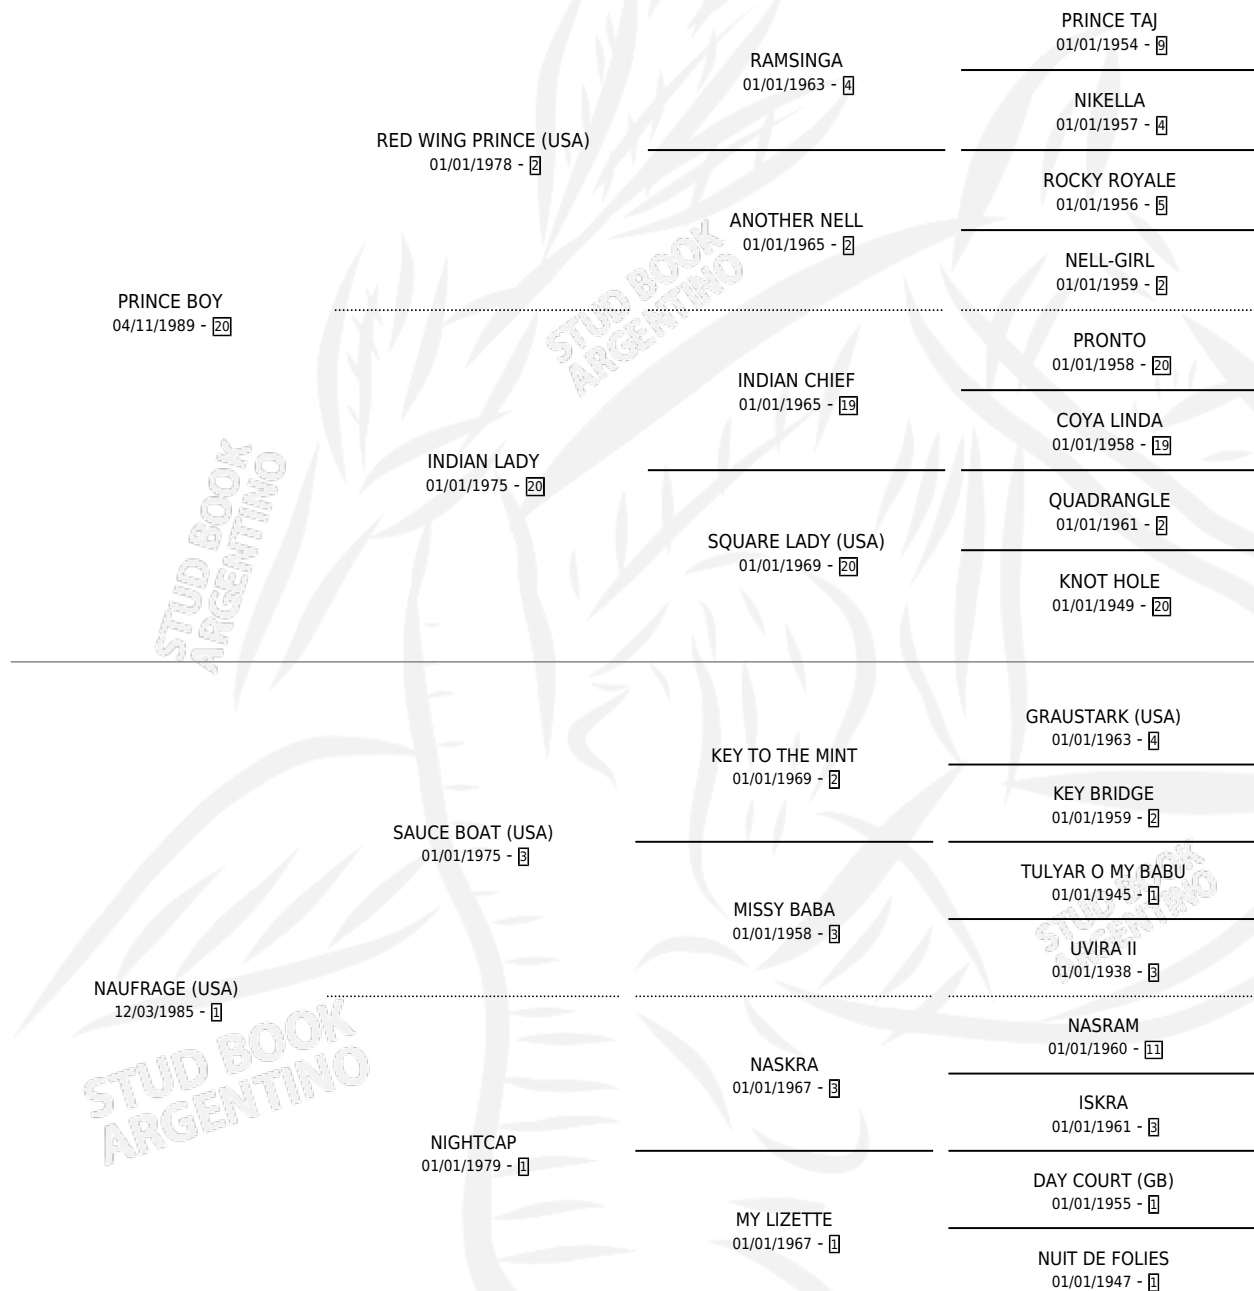 PRINCE TAJ
01/01/1954 - 9
RAMSINGA
01/01/1963 - 4
NIKELLA
01/01/1957 - 4
RED WING PRINCE (USA)
01/01/1978 - 2
ROCKY ROYALE
01/01/1956 - 5
ANOTHER NELL
01/01/1965 - 2
NELL-GIRL
01/01/1959 - 2
PRINCE BOY
04/11/1989 - 20
PRONTO
01/01/1958 - 20
INDIAN CHIEF
01/01/1965 - 19
COYA LINDA
01/01/1958 - 19
INDIAN LADY
01/01/1975 - 20
QUADRANGLE
01/01/1961 - 2
SQUARE LADY (USA)
01/01/1969 - 20
KNOT HOLE
01/01/1949 - 20
GRAUSTARK (USA)
01/01/1963 - 4
KEY TO THE MINT
01/01/1969 - 2
KEY BRIDGE
01/01/1959 - 2
SAUCE BOAT (USA)
01/01/1975 - 3
TULYAR O MY BABU
01/01/1945 - 1
MISSY BABA
01/01/1958 - 3
UVIRA II
01/01/1938 - 3
NAUFRAGE (USA)
12/03/1985 - 1
NASRAM
01/01/1960 - 11
NASKRA
01/01/1967 - 3
ISKRA
01/01/1961 - 3
NIGHTCAP
01/01/1979 - 1
DAY COURT (GB)
01/01/1955 - 1
MY LIZETTE
01/01/1967 - 1
NUIT DE FOLIES
01/01/1947 - 1
STUD BOOK
ARGENTINO
STUD BOOK
ARGENTINO
STUD BOOK
ARGENTINO
STUD BOOK
ARGENTINO